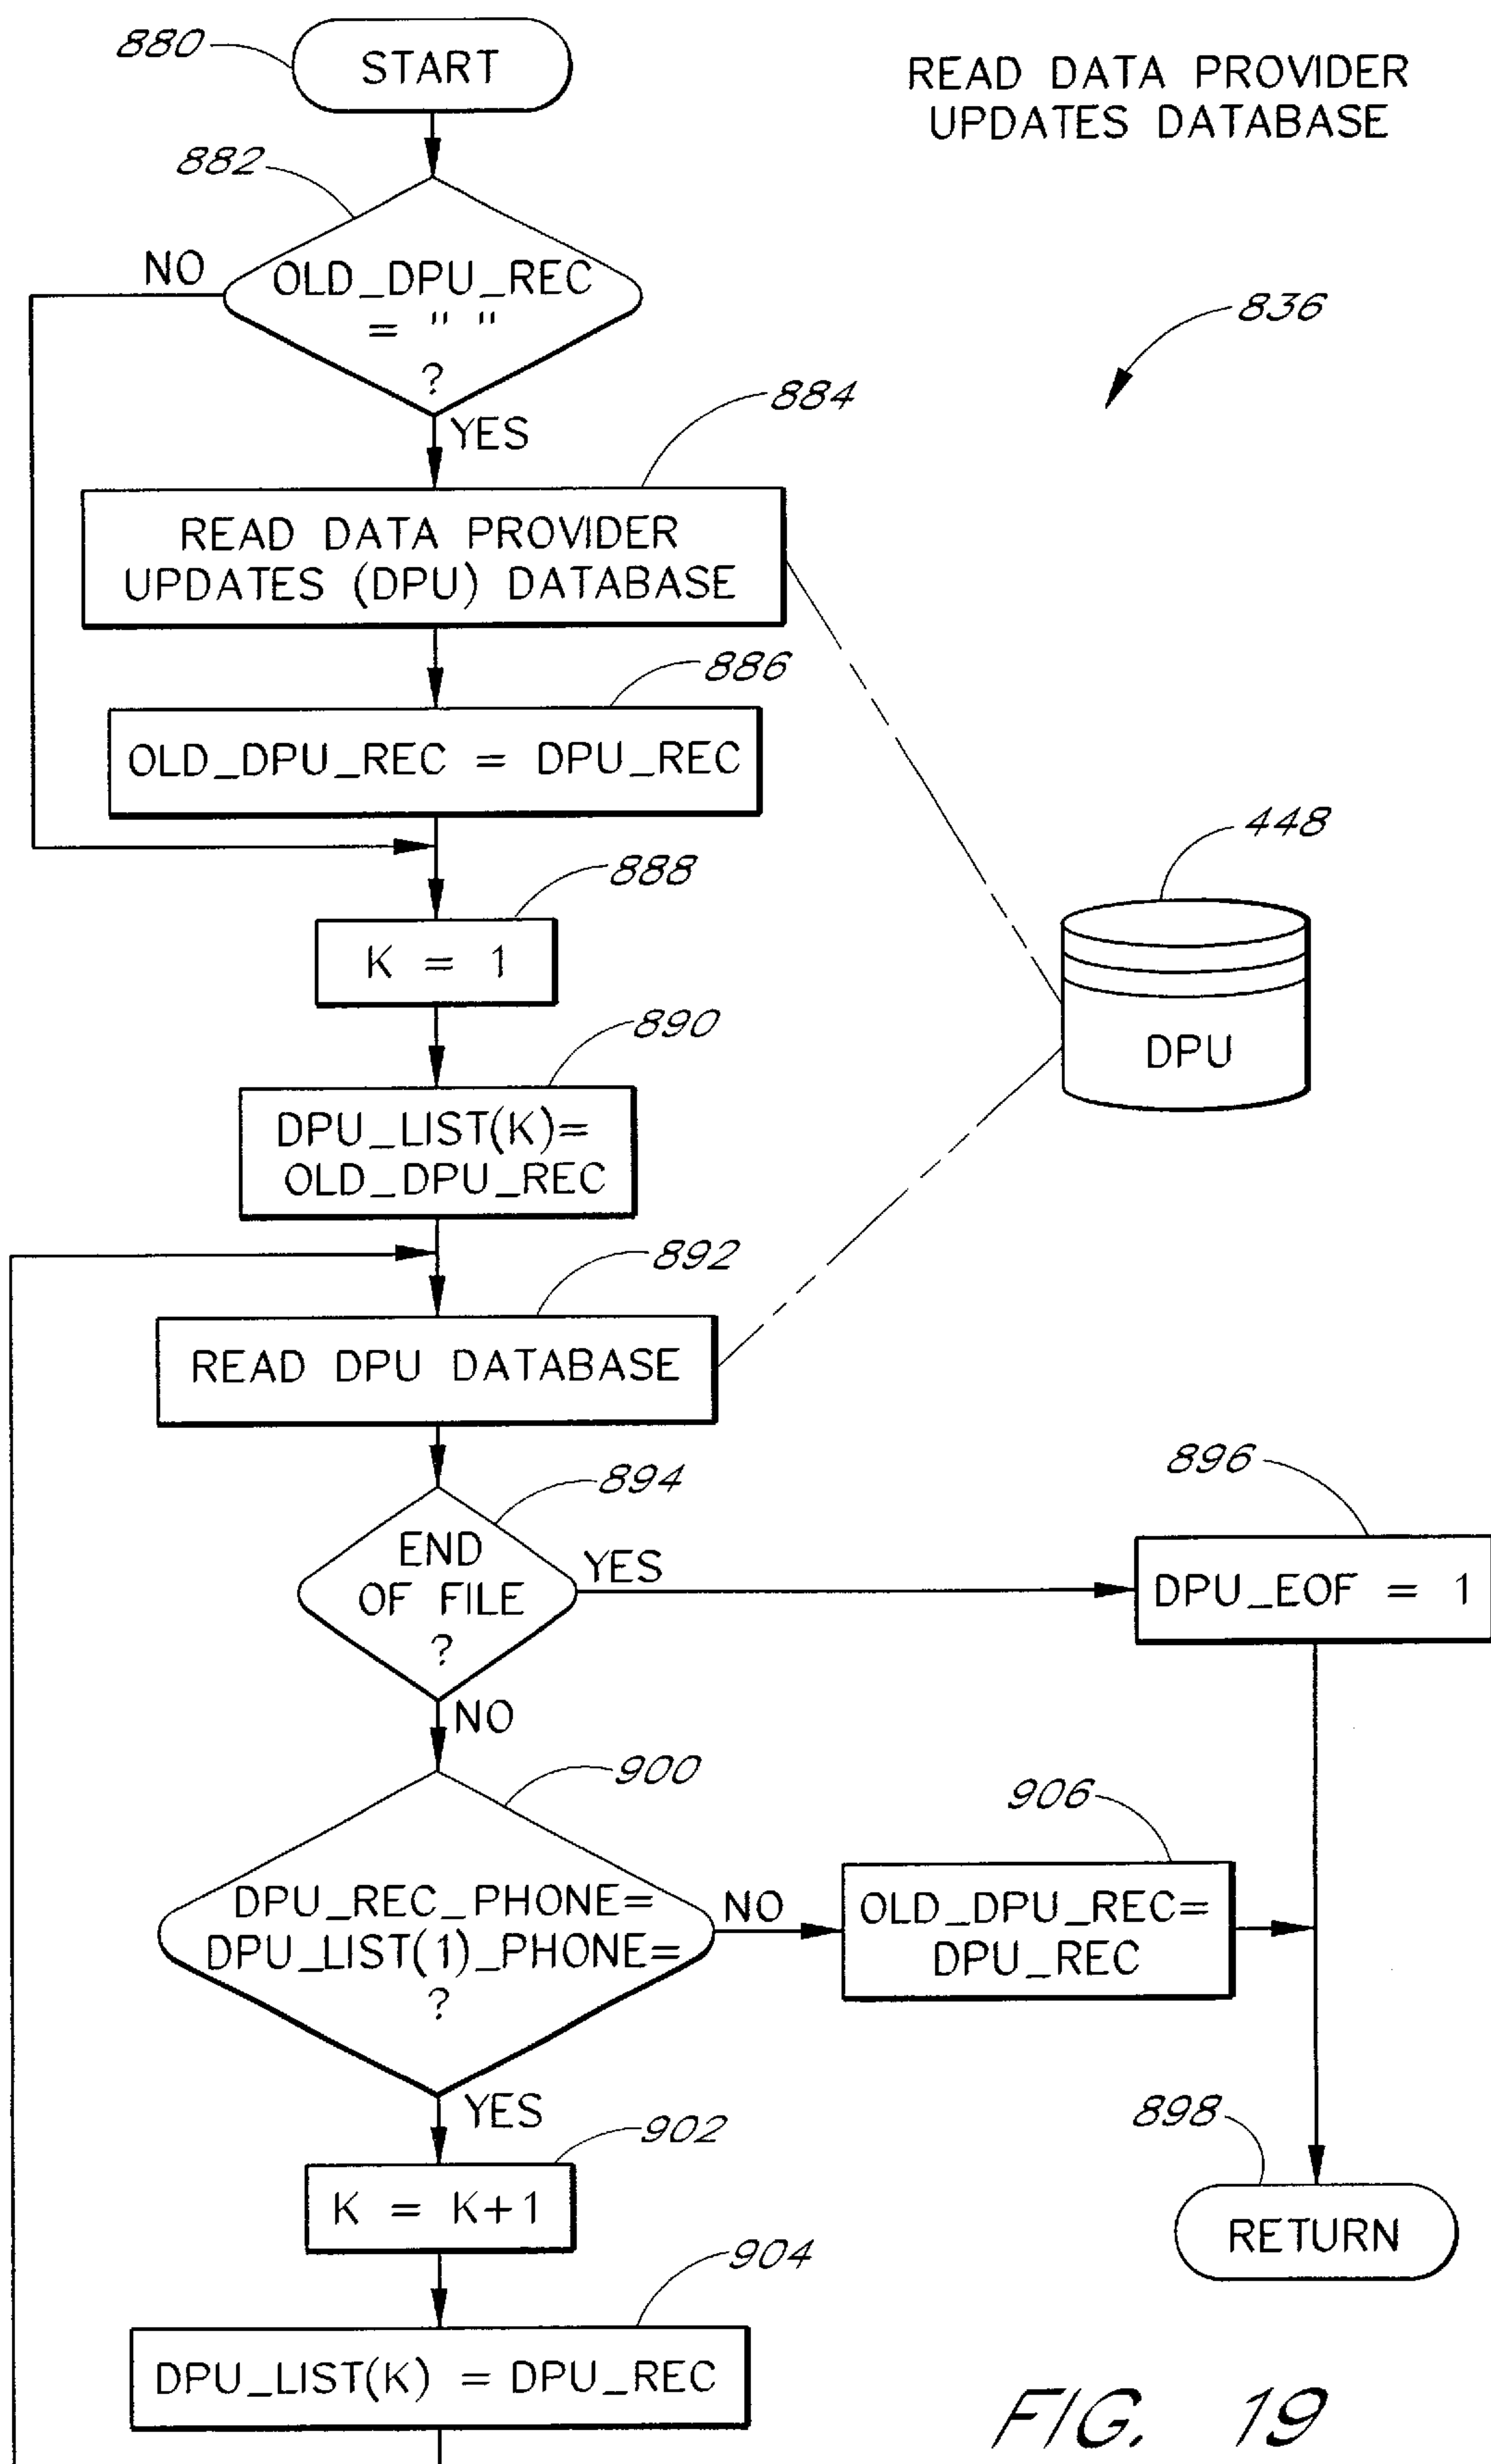 880
START
READ DATA PROVIDER
UPDATES DATABASE
882
NO
OLD_DPU_REC
= " "
?
836
884
YES
READ DATA PROVIDER
UPDATES (DPU) DATABASE
886
OLD_DPU_REC = DPU_REC
448
888
K = 1
DPU
890
DPU_LIST(K)=
OLD_DPU_REC
892
READ DPU DATABASE
894
896
END
OF FILE
?
YES
DPU_EOF = 1
NO
900
906
DPU_REC_PHONE=
DPU_LIST(1)_PHONE=
?
NO
OLD_DPU_REC=
DPU_REC
YES
898
902
K = K+1
RETURN
904
DPU_LIST(K) = DPU_REC
FIG. 19